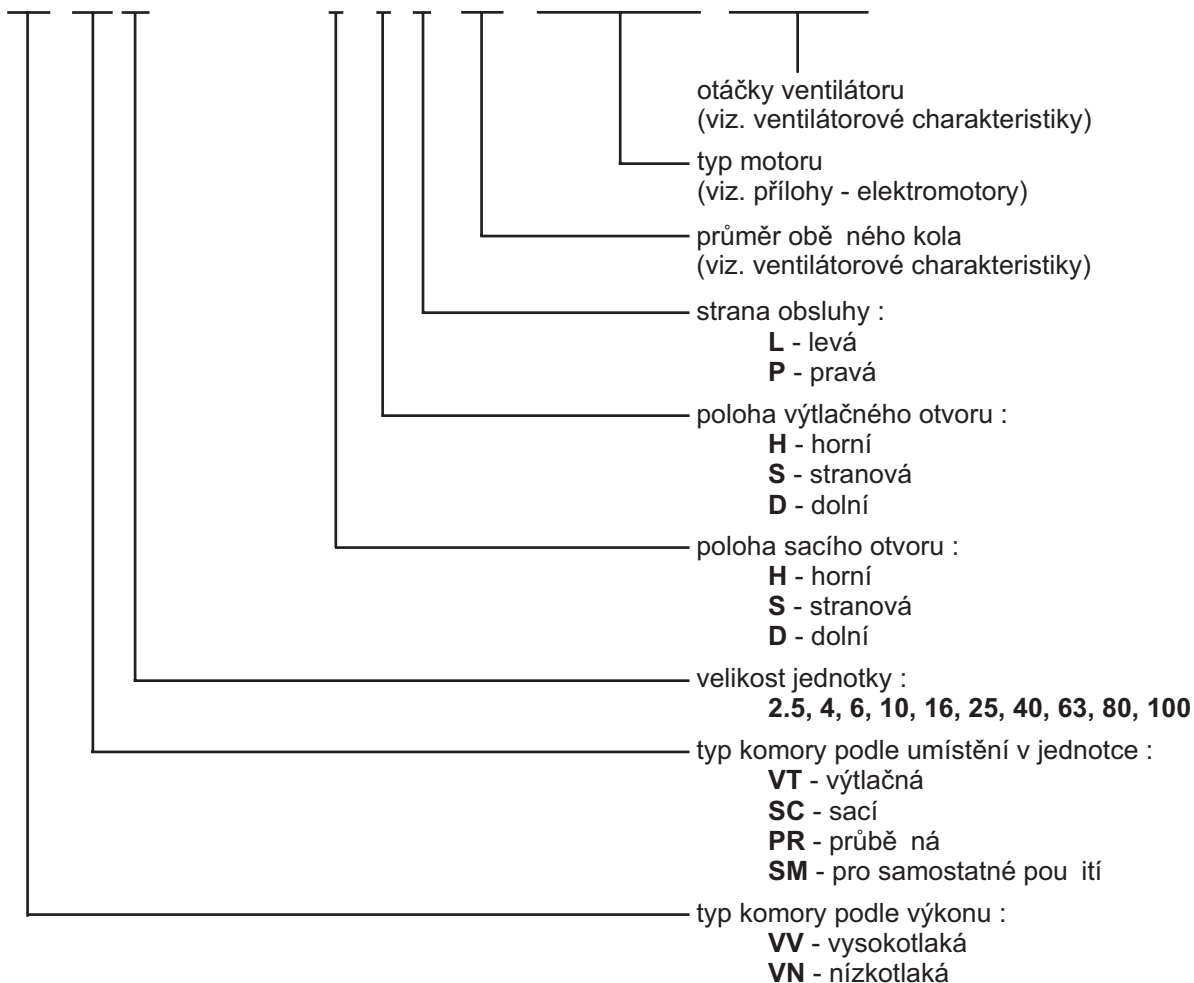 otáčky ventilátoru
(viz. ventilátorové charakteristiky)
typ motoru
(viz. přílohy - elektromotory)
průměr obě ného kola
(viz. ventilátorové charakteristiky)
strana obsluhy :
L - levá
P - pravá
poloha výtlačného otvoru :
H - horní
S - stranová
D - dolní
poloha sacího otvoru :
H - horní
S - stranová
D - dolní
velikost jednotky :
2.5, 4, 6, 10, 16, 25, 40, 63, 80, 100
typ komory podle umístění v jednotce :
VT - výtlačná
SC - sací
PR - průbě ná
SM - pro samostatné pou ití
typ komory podle výkonu :
VV - vysokotlaká
VN - nízkotlaká